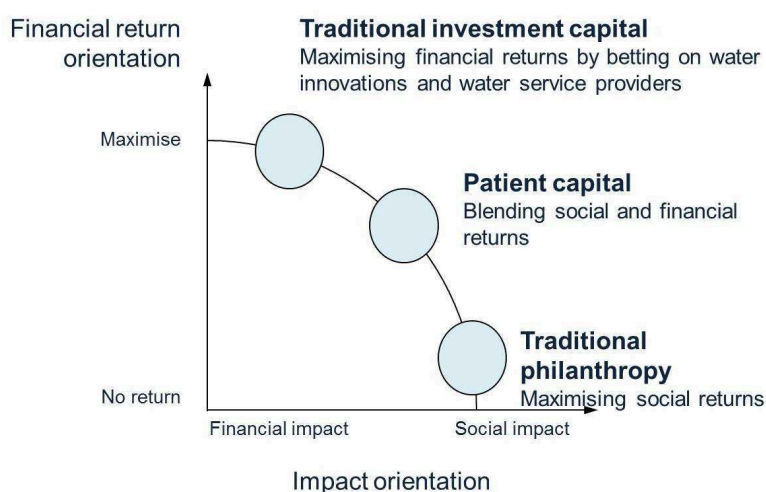 Financial return
orientation
Traditional investment capital
Maximising financial returns by betting on water
innovations and water service providers
Maximise
Patient capital
Blending social and financial
returns
Traditional
philanthropy
Maximising social returns
No return
Financial impact
Social impact
Impact orientation